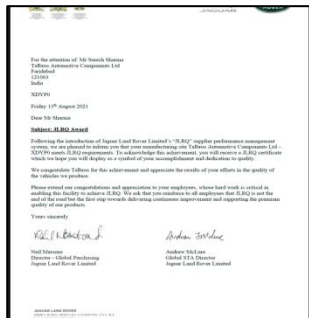 JAGUAR
For the attention of: Mr Suresh Sharma
Talbros Automotive Components Ltd
Faridabad
121003
India
XDYP0
Friday 13th August 2021
Dear Mr Sharma
Subject: JLRQ Award
Following the introduction of Jaguar Land Rover Limited's "JLRQ" supplier performance management
system, we are pleased to inform you that your manufacturing site Talbros Automotive Components Ltd –
XDYP0 meets JLRQ requirements. To acknowledge this achievement, you will receive a JLRQ certificate
which we hope you will display as a symbol of your accomplishment and dedication to quality.
We congratulate Talbros for this achievement and appreciate the results of your efforts in the quality of
the vehicles we produce.
Please extend our congratulations and appreciation to your employees, whose hard work is critical in
enabling this facility to achieve JLRQ. We ask that you reinforce to all employees that JLRQ is not the
end of the road but the first step towards delivering continuous improvement and supporting the premium
quality of our products.
Yours sincerely
Andrew McLure
Director - Global Purchasing Global STA Director
Jaguar Land Rover Limited Jaguar Land Rover Limited
JAGUAR LAND ROVER